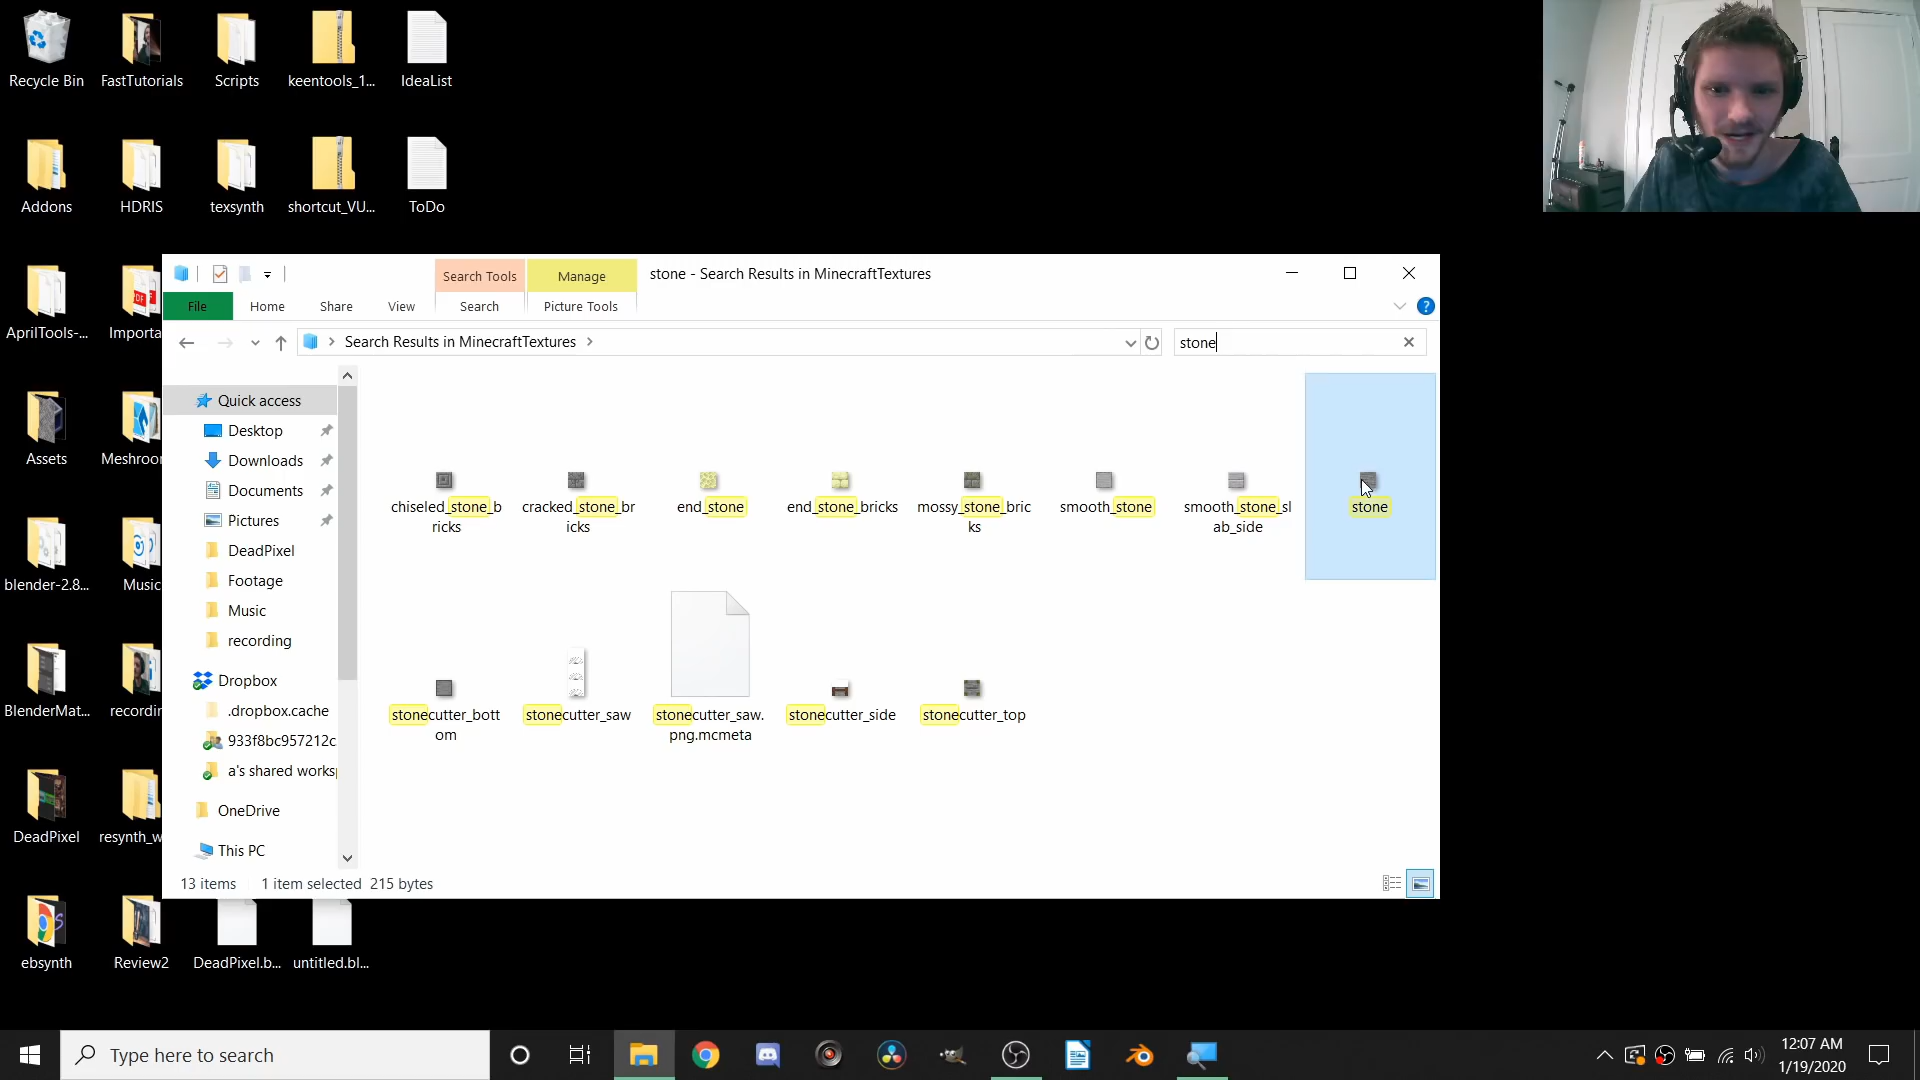 Recycle Bin
FastTutorials
Scripts
keentools_1...
IdeaList
Addons
HDRIS
texsynth
shortcut_VU...
ToDo
AprilTools-...
Importa
Assets
Meshroor
blender-2.8...
Music
BlenderMat...
recordin
DeadPixel
resynth_w
ebsynth
Review2
DeadPixel.b...
untitled.bl...
Search Tools
Manage
stone - Search Results in MinecraftTextures
File
Home
Share
View
Search
Picture Tools
Search Results in MinecraftTextures
stone
Quick access
Desktop
Downloads
Documents
Pictures
DeadPixel
Footage
Music
recording
Dropbox
.dropbox.cache
933f8bc957212c
a's shared works
OneDrive
This PC
chiseled_stone_b
ricks
cracked_stone_br
icks
end_stone
end_stone_bricks
mossy_stone_bric
ks
smooth_stone
smooth_stone_sl
ab_side
stone
stonecutter_bott
om
stonecutter_saw
stonecutter_saw.
png.mcmeta
stonecutter_side
stonecutter_top
13 items
1 item selected 215 bytes
Type here to search
12:07 AM
1/19/2020